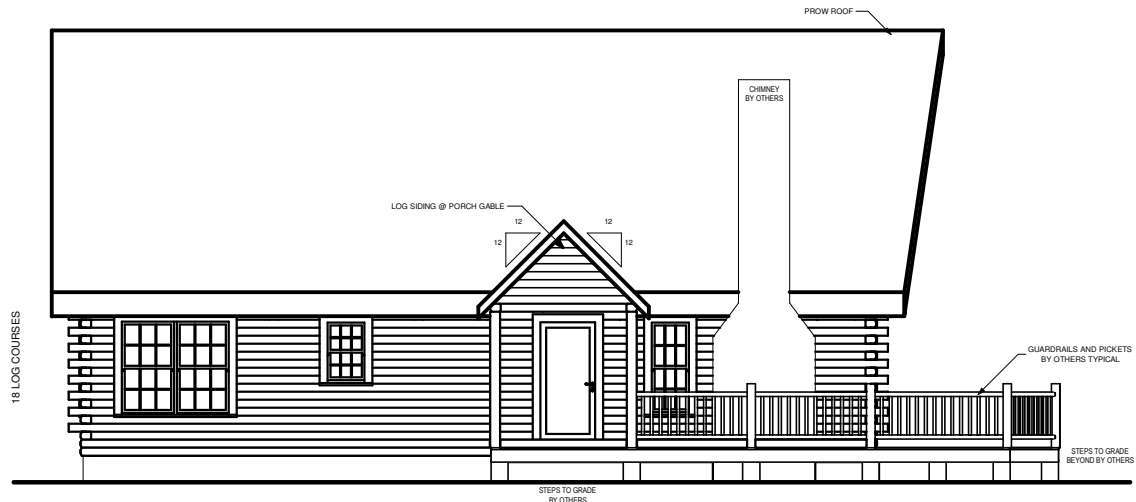 PROW ROOF
CHIMNEY
BY OTHERS
LOG SIDING @ PORCH GABLE
12
12
12
12
18 LOG COURSES
GUARDRAILS AND PICKETS
BY OTHERS TYPICAL
STEPS TO GRADE
BEYOND BY OTHERS
STEPS TO GRADE
BY OTHERS